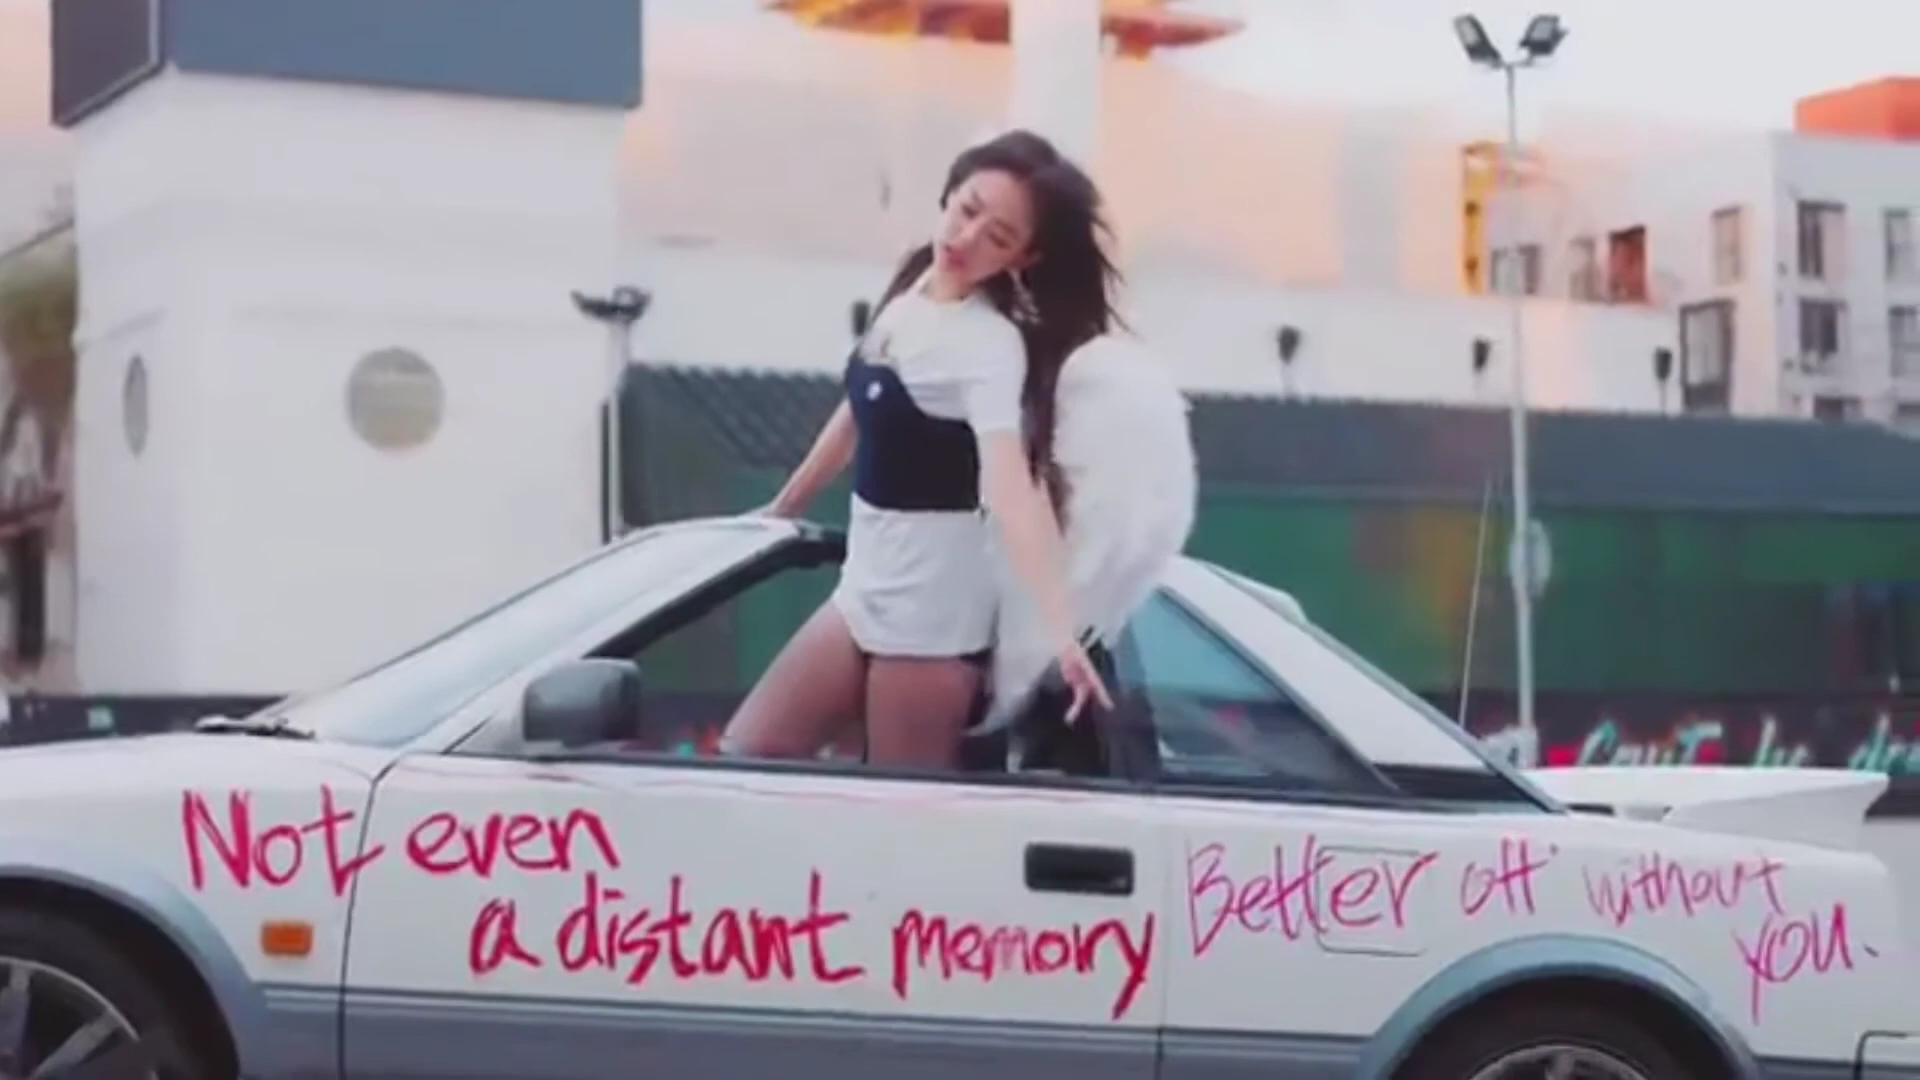 Not even
a distant memory
Better off without
you.